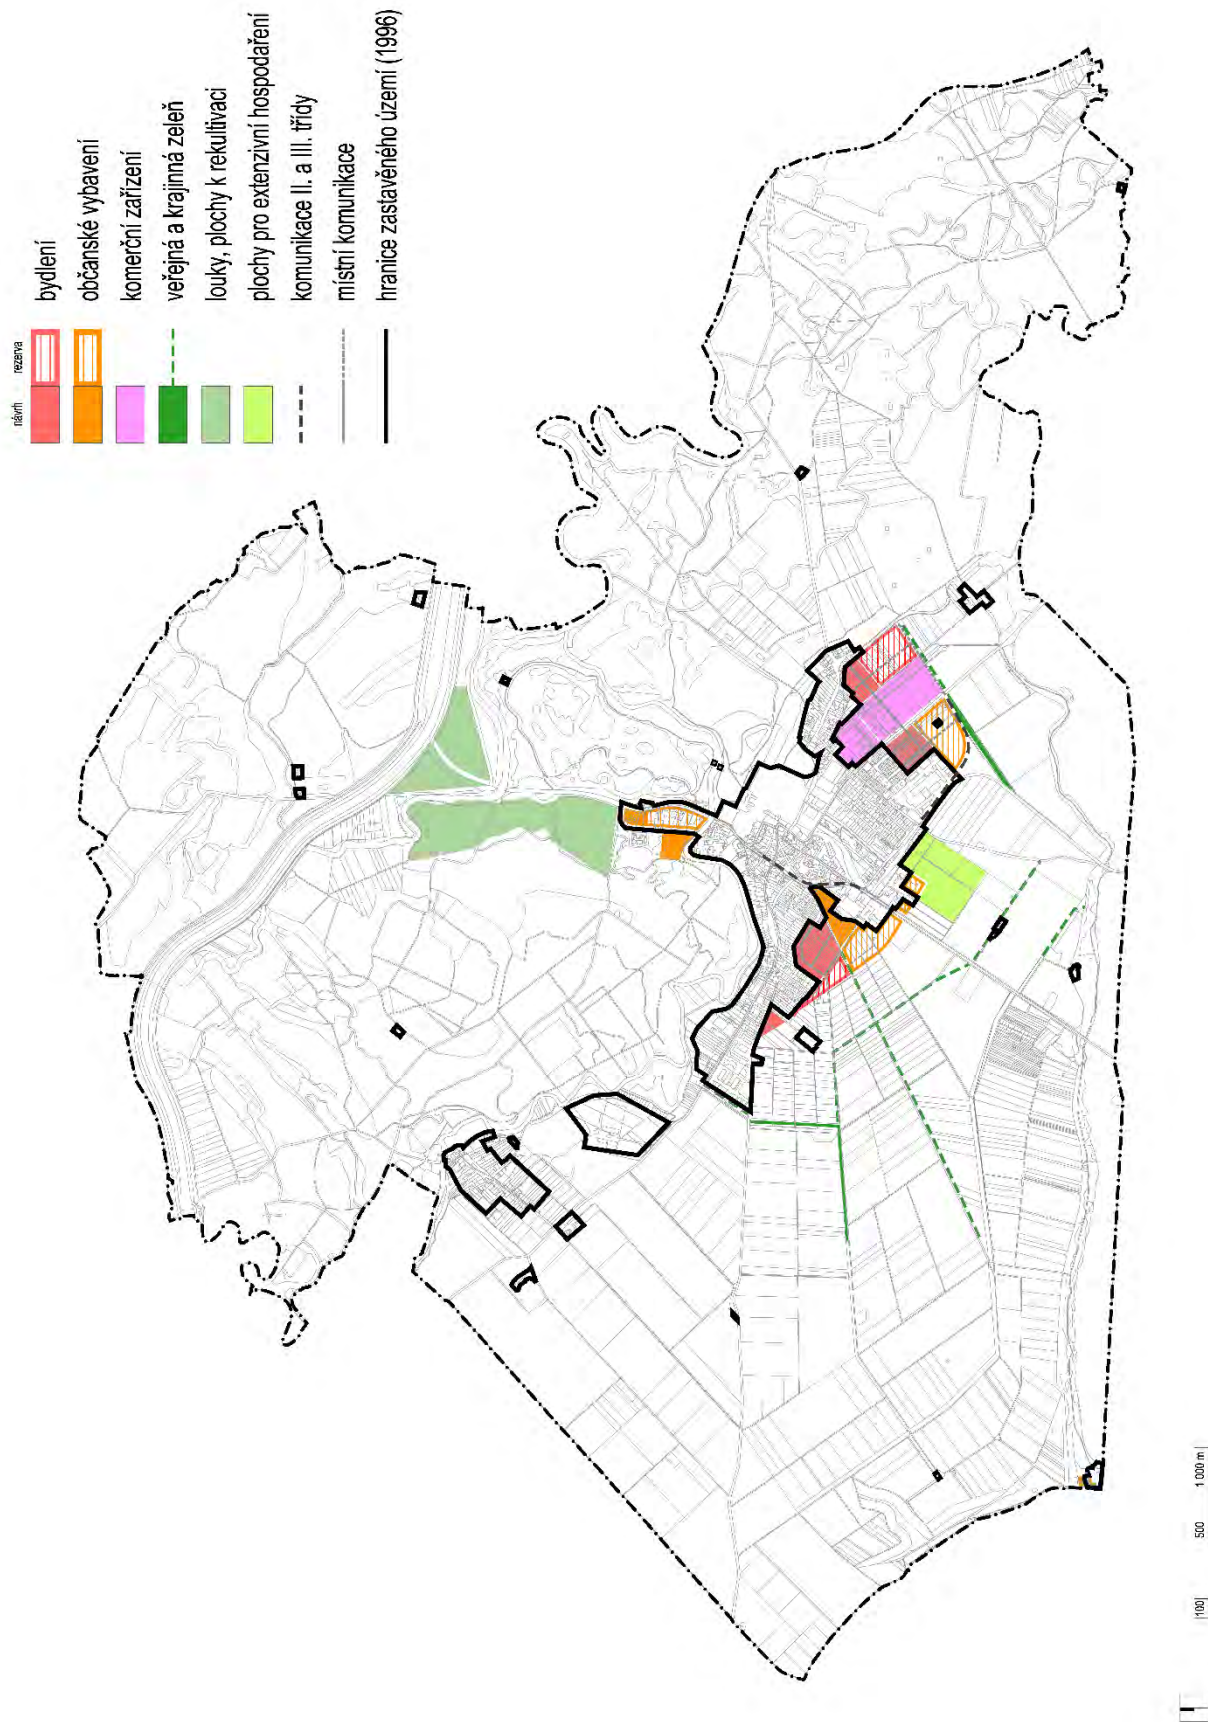 návrh rezerva
bydlení
občanské vybavení
komerční zařízení
veřejná a krajinná zeleň
louky, plochy k rekultivaci
plochy pro extenzivní hospodaření
komunikace II. a III. třídy
místní komunikace
hranice zastavěného území (1996)
100 500 1 000 m